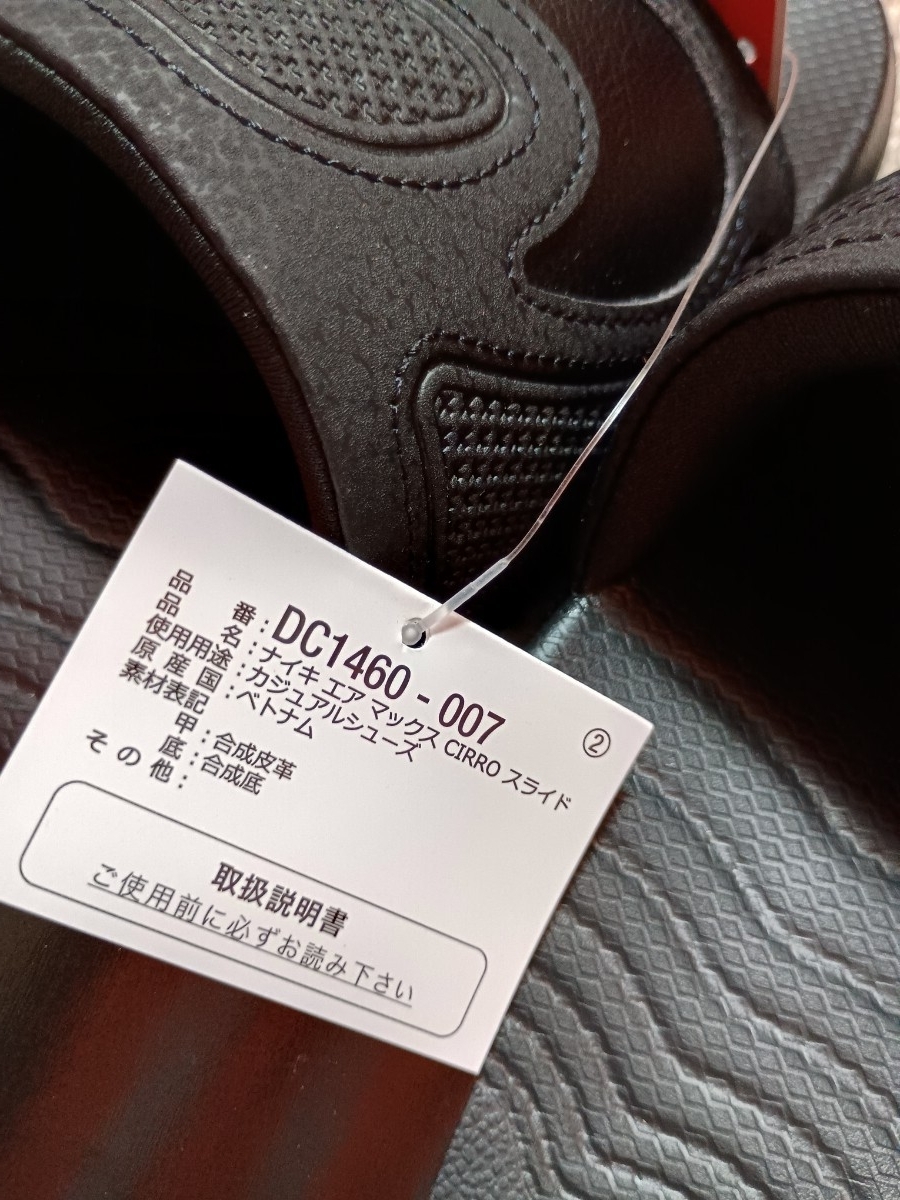 品番：DC1460-007
品名：ナイキ エア マックス CIRRO スライド
②
使用用途：カジュアルシューズ
原産国：ベトナム
素材表記
甲：合成皮革
底：合成底
その他：
取扱説明書
ご使用前に必ずお読み下さい